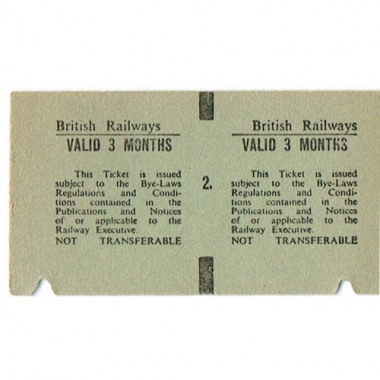 British Railways
VALID 3 MONTHS
This Ticket is issued
subject to the Bye-Laws
Regulations and Condi-
tions contained in the
Publications and Notices
of or applicable to the
Railway Executive.
NOT TRANSFERABLE
2.
British Railways
VALID 3 MONTHS
This Ticket is issued
subject to the Bye-Laws
Regulations and Condi-
tions contained in the
Publications and Notices
of or applicable to the
Railway Executive.
NOT TRANSFERABLE